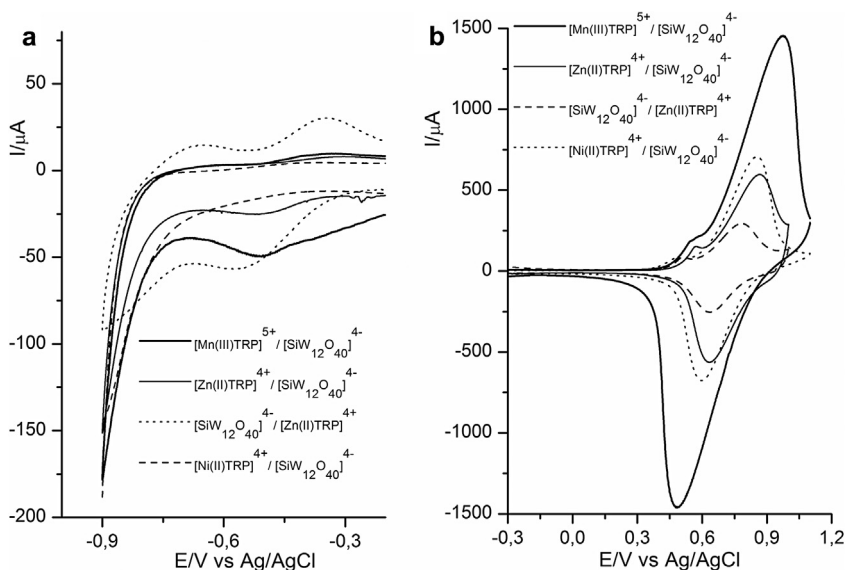 a
I/µA
50
0
-50
-100
-150
-200
-0,9
-0,6
-0,3
E/V vs Ag/AgCl
[Mn(III)TRP]5+/[SiW12O40]4-
[Zn(II)TRP]4+/[SiW12O40]4-
[SiW12O40]4-/[Zn(II)TRP]4+
[Ni(II)TRP]4+/[SiW12O40]4-
b
I/µA
1500
1000
500
0
-500
-1000
-1500
-0,3
0,0
0,3
0,6
0,9
1,2
E/V vs Ag/AgCl
[Mn(III)TRP]5+/[SiW12O40]4-
[Zn(II)TRP]4+/[SiW12O40]4-
[SiW12O40]4-/[Zn(II)TRP]4+
[Ni(II)TRP]4+/[SiW12O40]4-